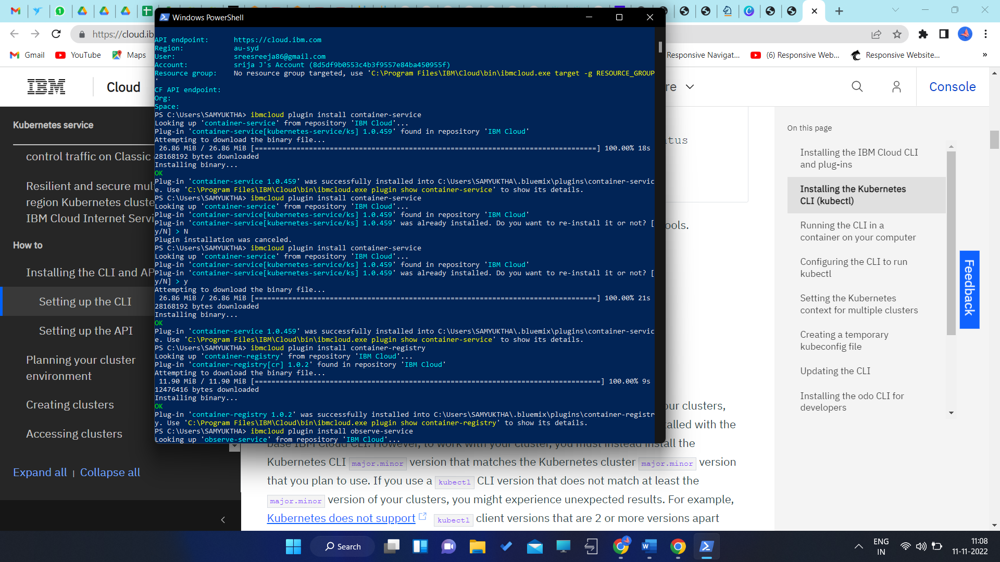 Windows PowerShell
API endpoint: https://cloud.ibm.com
Region: au-syd
User: sreesreeja86@gmail.com
Account: srija J's Account (8d5df9b0553c4b3f9557e84ba450955f)
Resource group: No resource group targeted, use 'C:\Program Files\IBM\Cloud\bin\ibmcloud.exe target -g RESOURCE_GROUP
'
CF API endpoint:
Org:
Space:
PS C:\Users\SAMYUKTHA> ibmcloud plugin install container-service
Looking up 'container-service' from repository 'IBM Cloud'...
Plug-in 'container-service[kubernetes-service/ks] 1.0.459' found in repository 'IBM Cloud'
Attempting to download the binary file...
26.86 MiB / 26.86 MiB [==================================================================================] 100.00% 18s
28168192 bytes downloaded
Installing binary...
OK
Plug-in 'container-service 1.0.459' was successfully installed into C:\Users\SAMYUKTHA\.bluemix\plugins\container-servic
e. Use 'C:\Program Files\IBM\Cloud\bin\ibmcloud.exe plugin show container-service' to show its details.
PS C:\Users\SAMYUKTHA> ibmcloud plugin install container-service
Looking up 'container-service' from repository 'IBM Cloud'...
Plug-in 'container-service[kubernetes-service/ks] 1.0.459' found in repository 'IBM Cloud'
Plug-in 'container-service[kubernetes-service/ks] 1.0.459' was already installed. Do you want to re-install it or not? [
y/N] > N
Plugin installation was canceled.
PS C:\Users\SAMYUKTHA> ibmcloud plugin install container-service
Looking up 'container-service' from repository 'IBM Cloud'...
Plug-in 'container-service[kubernetes-service/ks] 1.0.459' found in repository 'IBM Cloud'
Plug-in 'container-service[kubernetes-service/ks] 1.0.459' was already installed. Do you want to re-install it or not? [
y/N] > y
Attempting to download the binary file...
26.86 MiB / 26.86 MiB [==================================================================================] 100.00% 21s
28168192 bytes downloaded
Installing binary...
OK
Plug-in 'container-service 1.0.459' was successfully installed into C:\Users\SAMYUKTHA\.bluemix\plugins\container-servic
e. Use 'C:\Program Files\IBM\Cloud\bin\ibmcloud.exe plugin show container-service' to show its details.
PS C:\Users\SAMYUKTHA> ibmcloud plugin install container-registry
Looking up 'container-registry' from repository 'IBM Cloud'...
Plug-in 'container-registry[cr] 1.0.2' found in repository 'IBM Cloud'
Attempting to download the binary file...
11.90 MiB / 11.90 MiB [===================================================================================] 100.00% 9s
12476416 bytes downloaded
Installing binary...
OK
Plug-in 'container-registry 1.0.2' was successfully installed into C:\Users\SAMYUKTHA\.bluemix\plugins\container-registr
y. Use 'C:\Program Files\IBM\Cloud\bin\ibmcloud.exe plugin show container-registry' to show its details.
PS C:\Users\SAMYUKTHA> ibmcloud plugin install observe-service
Looking up 'observe-service' from repository 'IBM Cloud'...
https://cloud.ib
Gmail YouTube Maps
Responsive Navigat... (6) Responsive Web... Responsive Website... »
IBM Cloud
re Console
Kubernetes service
control traffic on Classic
Resilient and secure mul
region Kubernetes cluste
IBM Cloud Internet Servi
How to
Installing the CLI and AP
Setting up the CLI
Setting up the API
Planning your cluster
environment
Creating clusters
Accessing clusters
Expand all | Collapse all
tus
ools.
our clusters,
alled with the
base IBM Cloud CLI. However, to work with your cluster, you must instead install the
Kubernetes CLI major.minor version that matches the Kubernetes cluster major.minor version
that you plan to use. If you use a kubectl CLI version that does not match at least the
major.minor version of your clusters, you might experience unexpected results. For example,
Kubernetes does not support kubectl client versions that are 2 or more versions apart
On this page
Installing the IBM Cloud CLI
and plug-ins
Installing the Kubernetes
CLI (kubectl)
Running the CLI in a
container on your computer
Configuring the CLI to run
kubectl
Setting the Kubernetes
context for multiple clusters
Creating a temporary
kubeconfig file
Updating the CLI
Installing the odo CLI for
developers
Feedback
Search
ENG
IN
11:08
11-11-2022